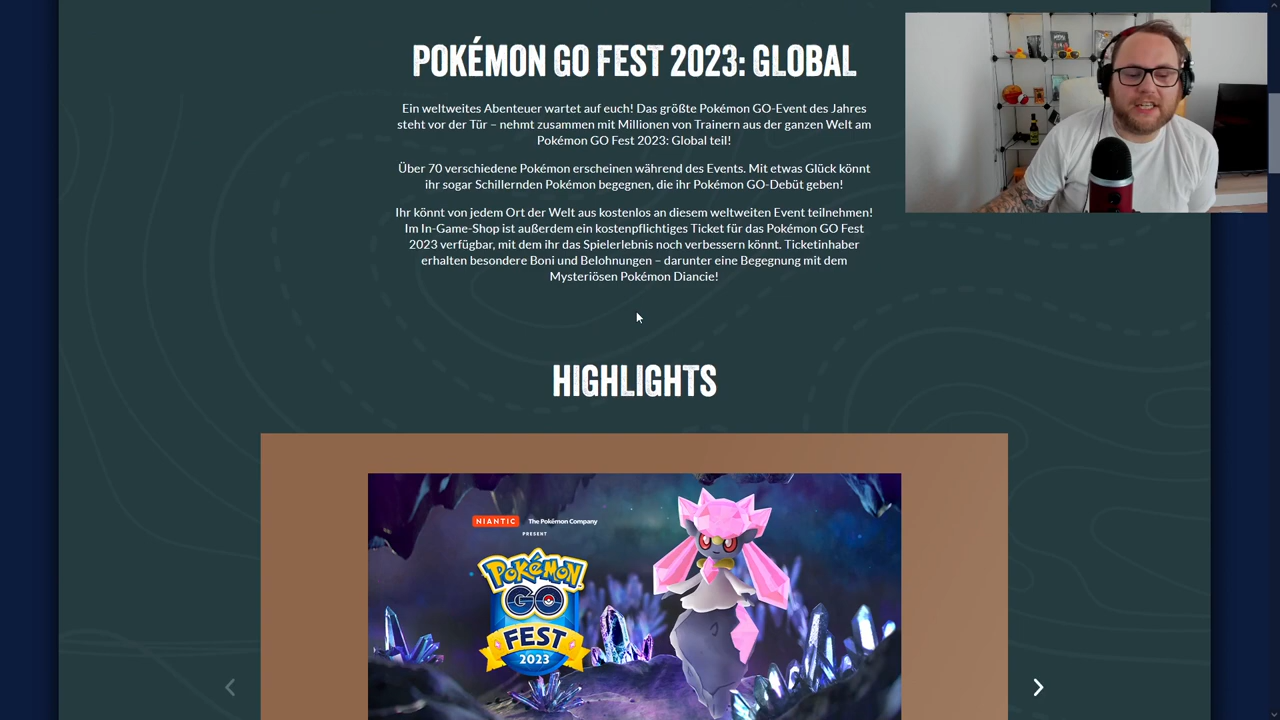 POKÉMON GO FEST 2023: GLOBAL
Ein weltweites Abenteuer wartet auf euch! Das größte Pokémon GO-Event des Jahres
steht vor der Tür – nehmt zusammen mit Millionen von Trainern aus der ganzen Welt am
Pokémon GO Fest 2023: Global teil!
Über 70 verschiedene Pokémon erscheinen während des Events. Mit etwas Glück könnt
ihr sogar Schillernden Pokémon begegnen, die ihr Pokémon GO-Debüt geben!
Ihr könnt von jedem Ort der Welt aus kostenlos an diesem weltweiten Event teilnehmen!
Im In-Game-Shop ist außerdem ein kostenpflichtiges Ticket für das Pokémon GO Fest
2023 verfügbar, mit dem ihr das Spielerlebnis noch verbessern könnt. Ticketinhaber
erhalten besondere Boni und Belohnungen – darunter eine Begegnung mit dem
Mysteriösen Pokémon Diancie!
HIGHLIGHTS
NIANTIC The Pokémon Company
PRESENT
POKéMON
GO
FEST
2023